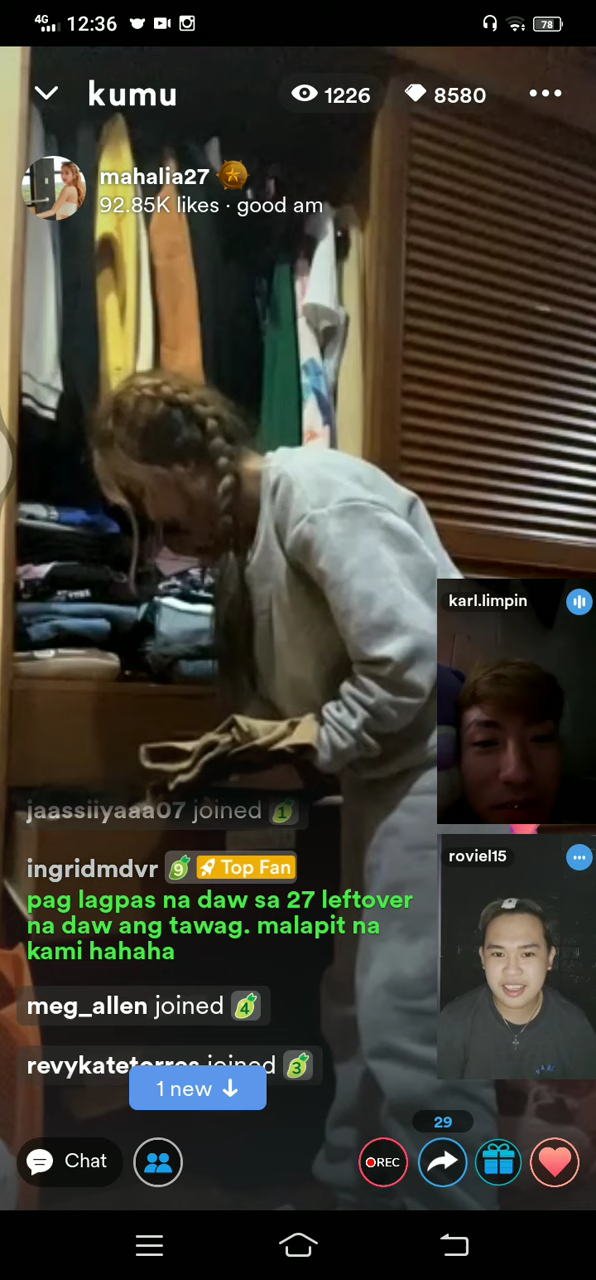 4G 12:36 78
kumu 1226 8580
mahalia27
92.85K likes · good am
karl.limpin
jaassiiyaaa07 joined 1
roviel15
ingridmdvr 9 Top Fan
pag lagpas na daw sa 27 leftover
na daw ang tawag. malapit na
kami hahaha
meg_allen joined 4
revykatetorres joined 3
1 new
29
Chat
REC